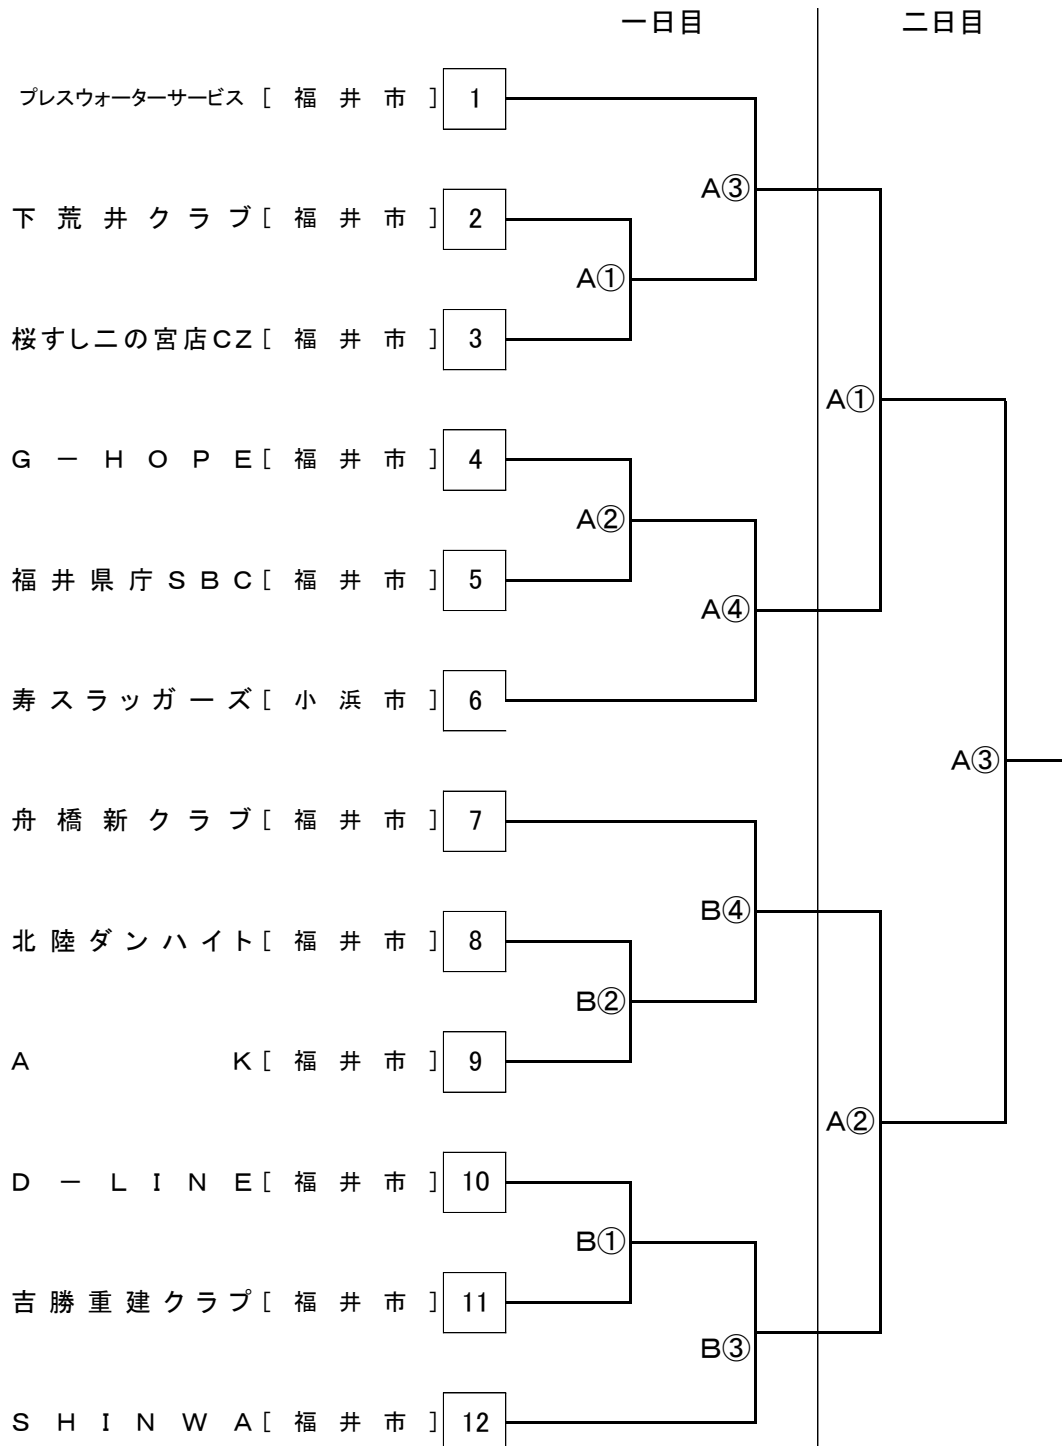 一日目 二日目
プレスウォーターサービス [ 福 井 市 ] 1
A③
下 荒 井 ク ラ ブ [ 福 井 市 ] 2
A①
桜すし二の宮店CZ [ 福 井 市 ] 3
A①
G － H O P E [ 福 井 市 ] 4
A②
福 井 県 庁 S B C [ 福 井 市 ] 5
A④
寿 ス ラ ッ ガ ー ズ [ 小 浜 市 ] 6
A③
舟 橋 新 ク ラ ブ [ 福 井 市 ] 7
B④
北 陸 ダ ン ハ イ ト [ 福 井 市 ] 8
B②
A K [ 福 井 市 ] 9
A②
D － L I N E [ 福 井 市 ] 10
B①
吉 勝 重 建 ク ラ プ [ 福 井 市 ] 11
B③
S H I N W A [ 福 井 市 ] 12